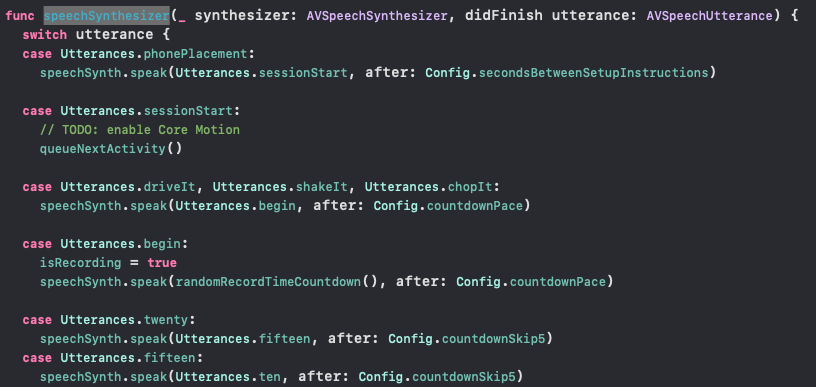 func speechSynthesizer(_ synthesizer: AVSpeechSynthesizer, didFinish utterance: AVSpeechUtterance) {
switch utterance {
case Utterances.phonePlacement:
speechSynth.speak(Utterances.sessionStart, after: Config.secondsBetweenSetupInstructions)
case Utterances.sessionStart:
// TODO: enable Core Motion
queueNextActivity()
case Utterances.driveIt, Utterances.shakeIt, Utterances.chopIt:
speechSynth.speak(Utterances.begin, after: Config.countdownPace)
case Utterances.begin:
isRecording = true
speechSynth.speak(randomRecordTimeCountdown(), after: Config.countdownPace)
case Utterances.twenty:
speechSynth.speak(Utterances.fifteen, after: Config.countdownSkip5)
case Utterances.fifteen:
speechSynth.speak(Utterances.ten, after: Config.countdownSkip5)